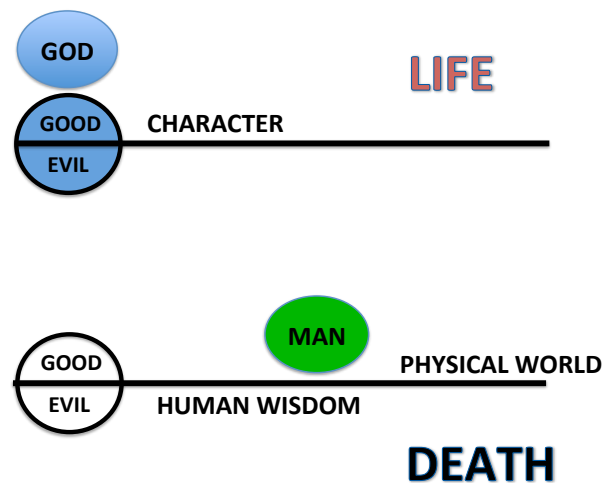 GOD
LIFE
GOOD
CHARACTER
EVIL
MAN
GOOD
PHYSICAL WORLD
EVIL
HUMAN WISDOM
DEATH